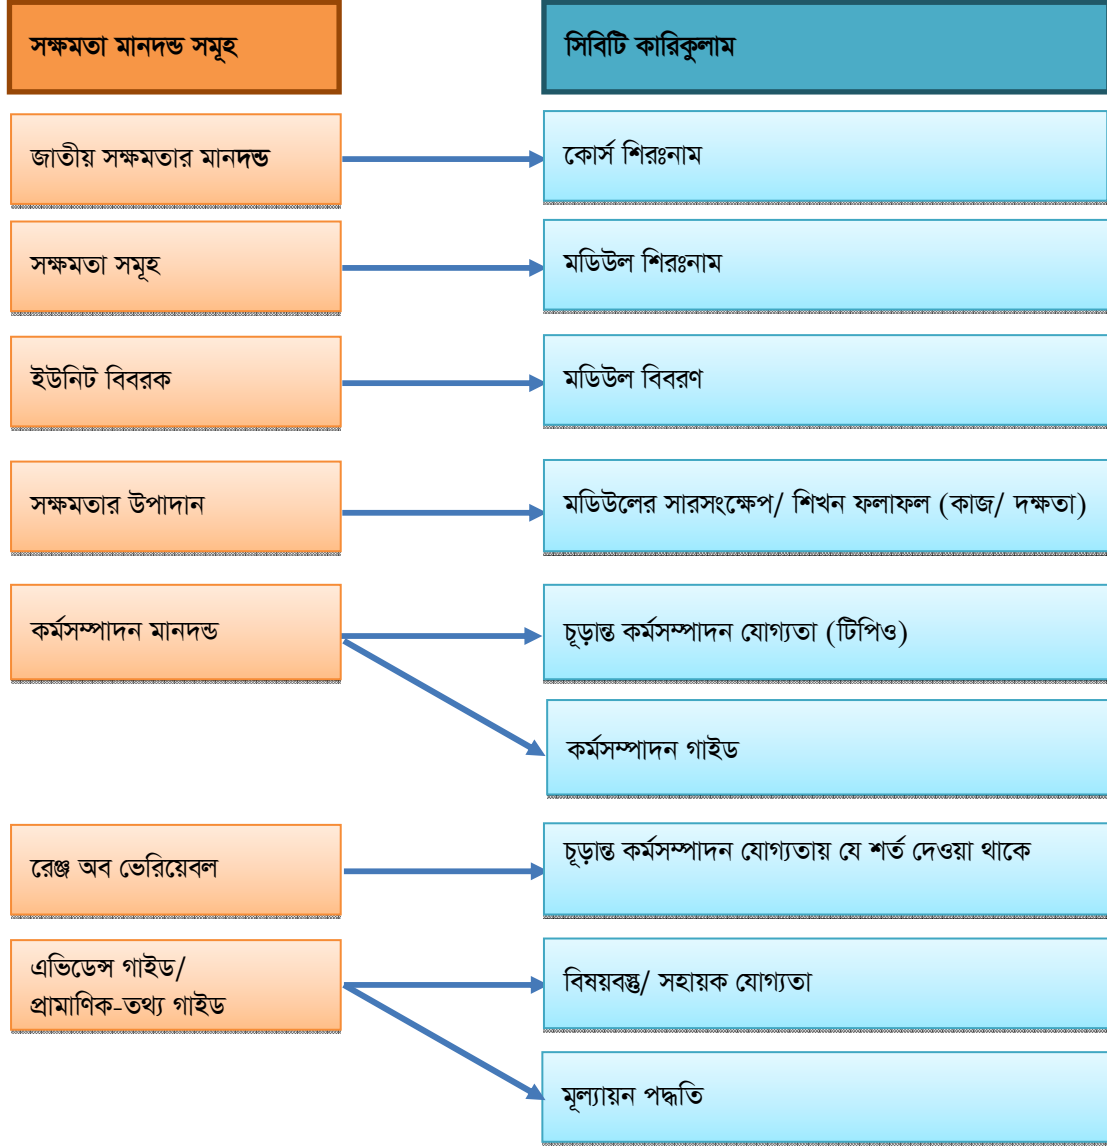 সক্ষমতা মানদন্ড সমূহ
সিবিটি কারিকুলাম
জাতীয় সক্ষমতার মানদন্ড
কোর্স শিরঃনাম
সক্ষমতা সমূহ
মডিউল শিরঃনাম
ইউনিট বিবরক
মডিউল বিবরণ
সক্ষমতার উপাদান
মডিউলের সারসংক্ষেপ/ শিখন ফলাফল (কাজ/ দক্ষতা)
কর্মসম্পাদন মানদন্ড
চূড়ান্ত কর্মসম্পাদন যোগ্যতা (টিপিও)
কর্মসম্পাদন গাইড
রেঞ্জ অব ভেরিয়েবল
চূড়ান্ত কর্মসম্পাদন যোগ্যতায় যে শর্ত দেওয়া থাকে
এভিডেন্স গাইড/
প্রামাণিক-তথ্য গাইড
বিষয়বস্তু/ সহায়ক যোগ্যতা
মূল্যায়ন পদ্ধতি